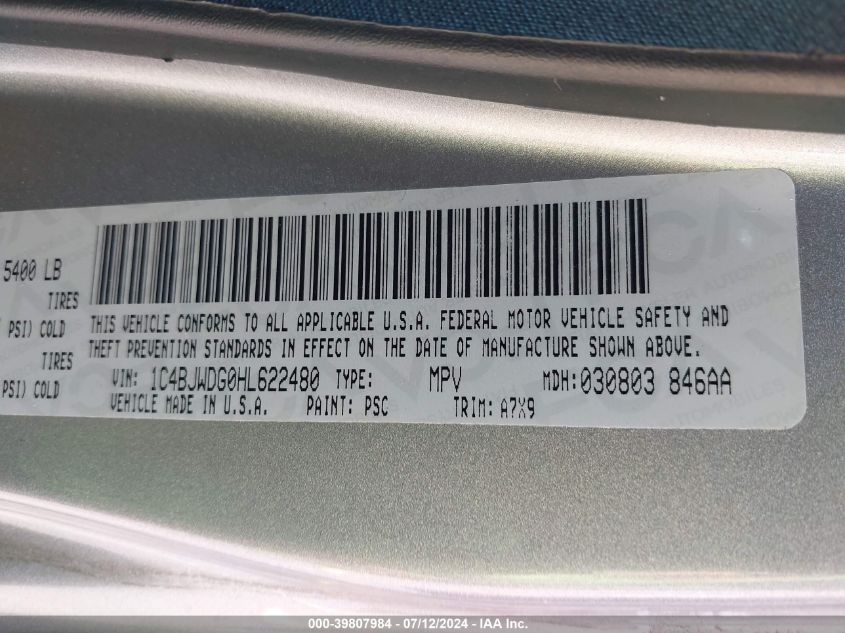 5400 LB
TIRES
PSI) COLD
TIRES
PSI) COLD
THIS VEHICLE CONFORMS TO ALL APPLICABLE U.S.A. FEDERAL MOTOR VEHICLE SAFETY AND
THEFT PREVENTION STANDARDS IN EFFECT ON THE DATE OF MANUFACTURE SHOWN ABOVE.
VIN: 1C4BJWDG0HL622480 TYPE: MPV MDH:030803 846AA
VEHICLE MADE IN U.S.A. PAINT: PSC TRIM: A7X9
000-39807984 - 07/12/2024 - IAA Inc.